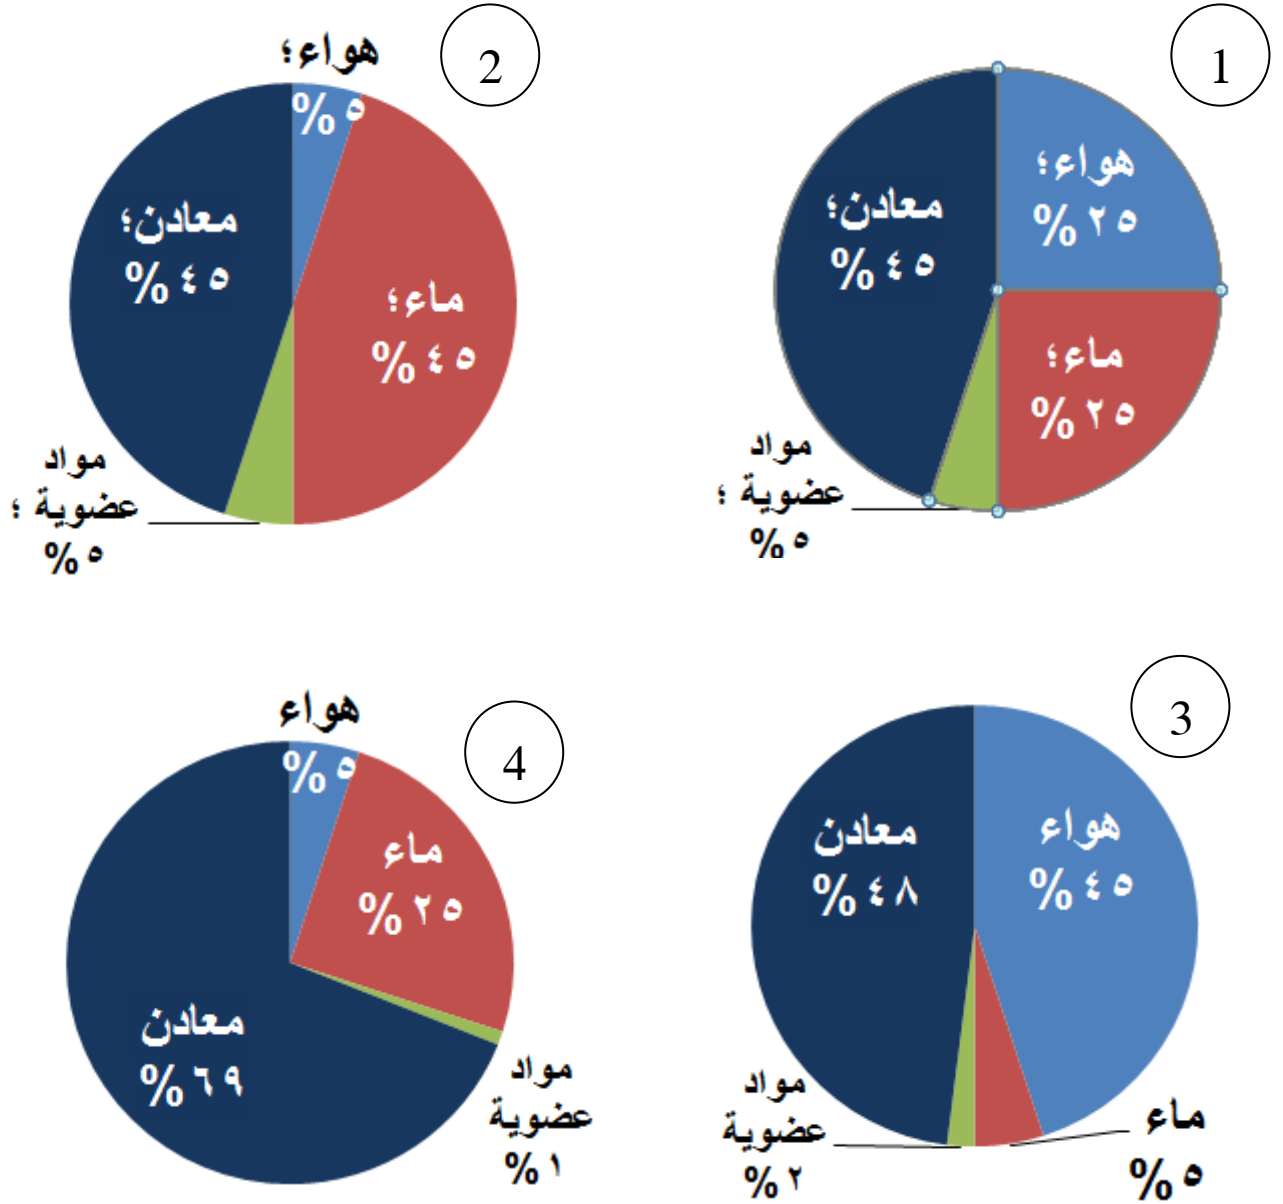 1
هواء؛
٢٥ %
معادن؛
٤٥ %
ماء؛
٢٥ %
مواد
عضوية ؛
٥ %
2
هواء؛
٥ %
معادن؛
٤٥ %
ماء؛
٤٥ %
مواد
عضوية ؛
٥ %
3
هواء
٤٥ %
معادن
٤٨ %
ماء
٥ %
مواد
عضوية
٢ %
4
هواء
٥ %
ماء
٢٥ %
معادن
٦٩ %
مواد
عضوية
١ %